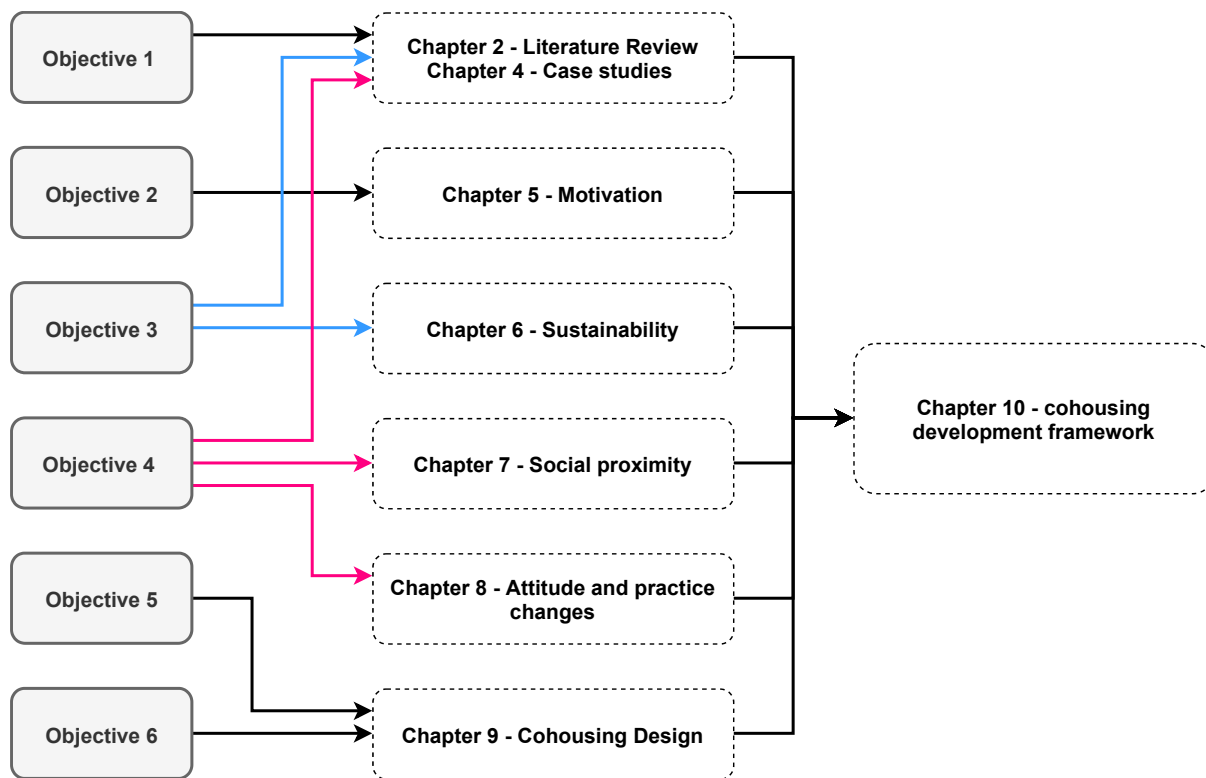 Objective 1
Chapter 2 - Literature Review
Chapter 4 - Case studies
Objective 2
Chapter 5 - Motivation
Objective 3
Chapter 6 - Sustainability
Chapter 10 - cohousing
development framework
Objective 4
Chapter 7 - Social proximity
Objective 5
Chapter 8 - Attitude and practice
changes
Objective 6
Chapter 9 - Cohousing Design